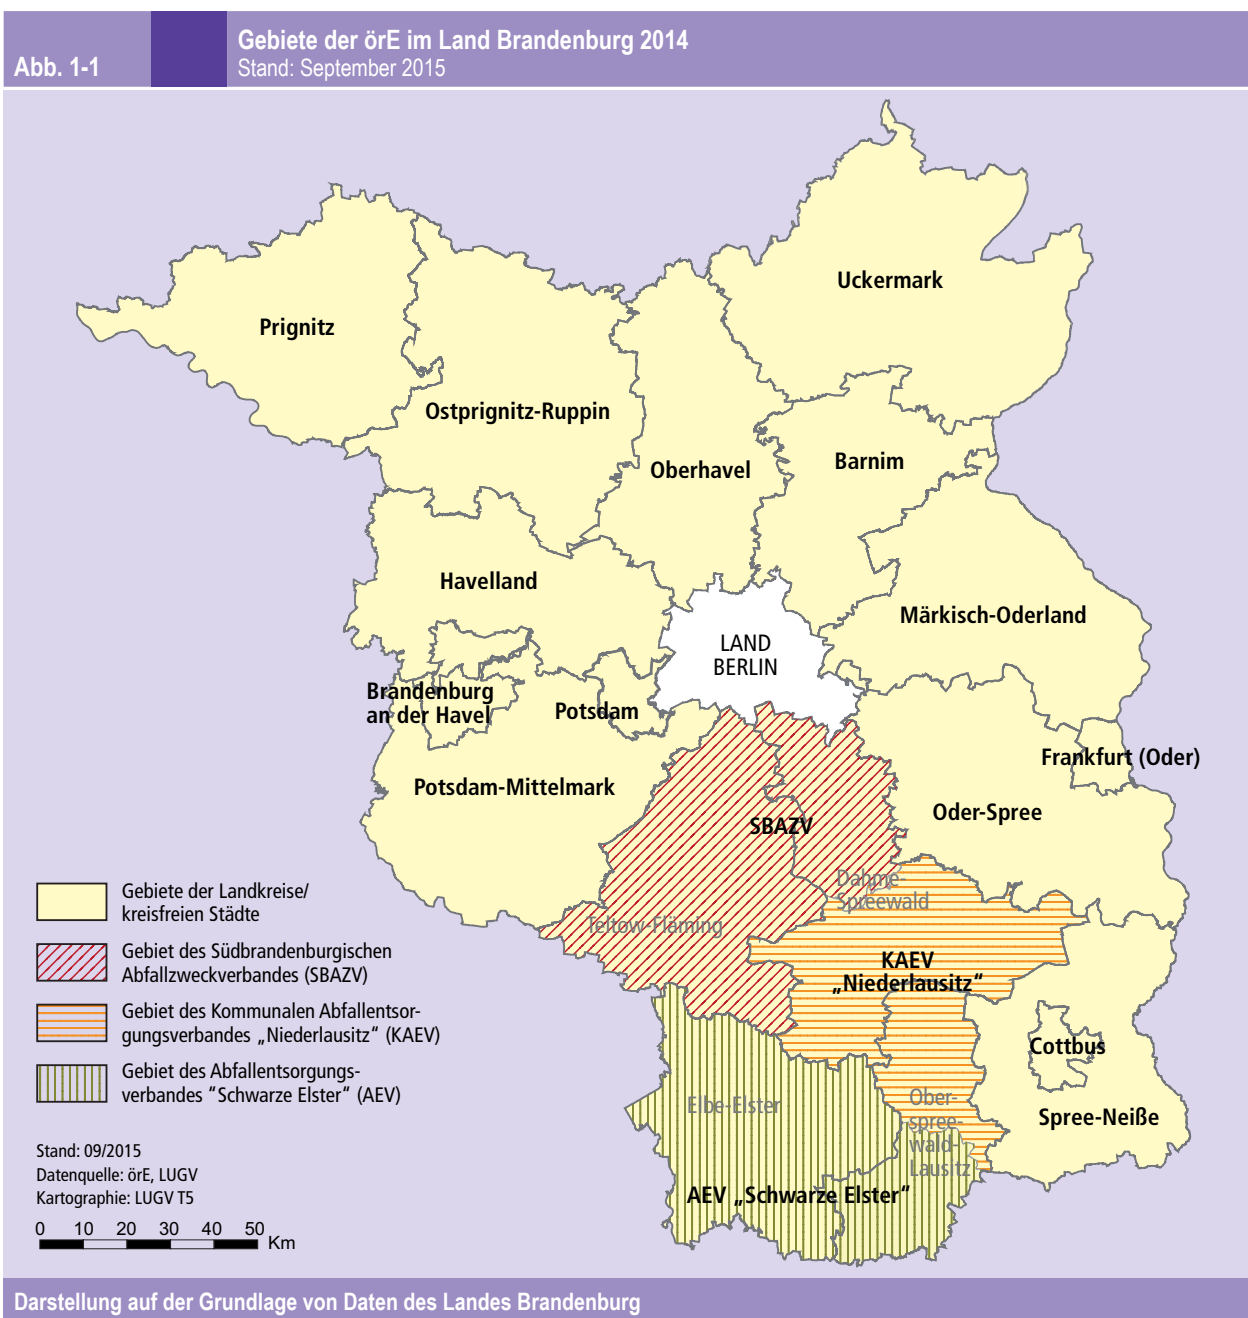 Abb. 1-1
Gebiete der örE im Land Brandenburg 2014
Stand: September 2015
Uckermark
Prignitz
Ostprignitz-Ruppin
Oberhavel
Barnim
Havelland
Märkisch-Oderland
LAND
BERLIN
Brandenburg
an der Havel
Potsdam
Frankfurt (Oder)
Potsdam-Mittelmark
Oder-Spree
SBAZV
Dahme-
Spreewald
Teltow-Fläming
KAEV
„Niederlausitz“
Cottbus
Elbe-Elster
Ober-
spree-
wald-
Lausitz
Spree-Neiße
AEV „Schwarze Elster“
Gebiete der Landkreise/
kreisfreien Städte
Gebiet des Südbrandenburgischen
Abfallzweckverbandes (SBAZV)
Gebiet des Kommunalen Abfallentsor-
gungsverbandes „Niederlausitz“ (KAEV)
Gebiet des Abfallentsorgungs-
verbandes “Schwarze Elster“ (AEV)
Stand: 09/2015
Datenquelle: örE, LUGV
Kartographie: LUGV T5
0 10 20 30 40 50
Km
Darstellung auf der Grundlage von Daten des Landes Brandenburg